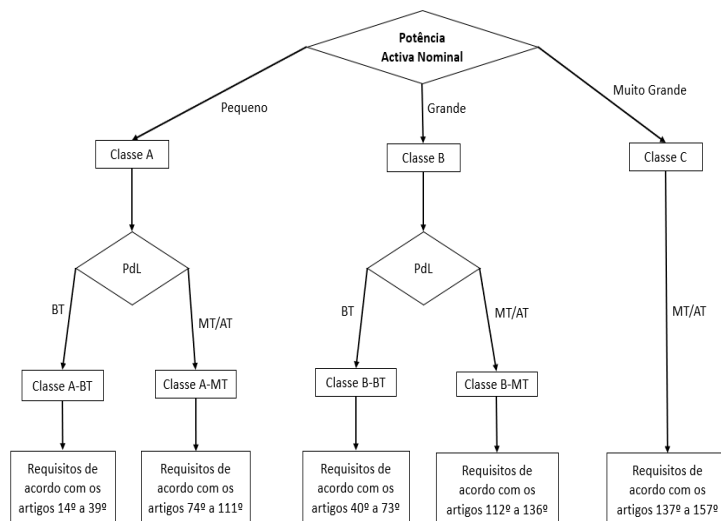 Potência
Activa Nominal
Pequeno
Grande
Muito Grande
Classe A
Classe B
Classe C
PdL
PdL
BT
MT/AT
BT
MT/AT
MT/AT
Classe A-BT
Classe A-MT
Classe B-BT
Classe B-MT
Requisitos de
acordo com os
artigos 14º a 39º
Requisitos de
acordo com os
artigos 74º a 111º
Requisitos de
acordo com os
artigos 40º a 73º
Requisitos de
acordo com os
artigos 112º a 136º
Requisitos de
acordo com os
artigos 137º a 157º